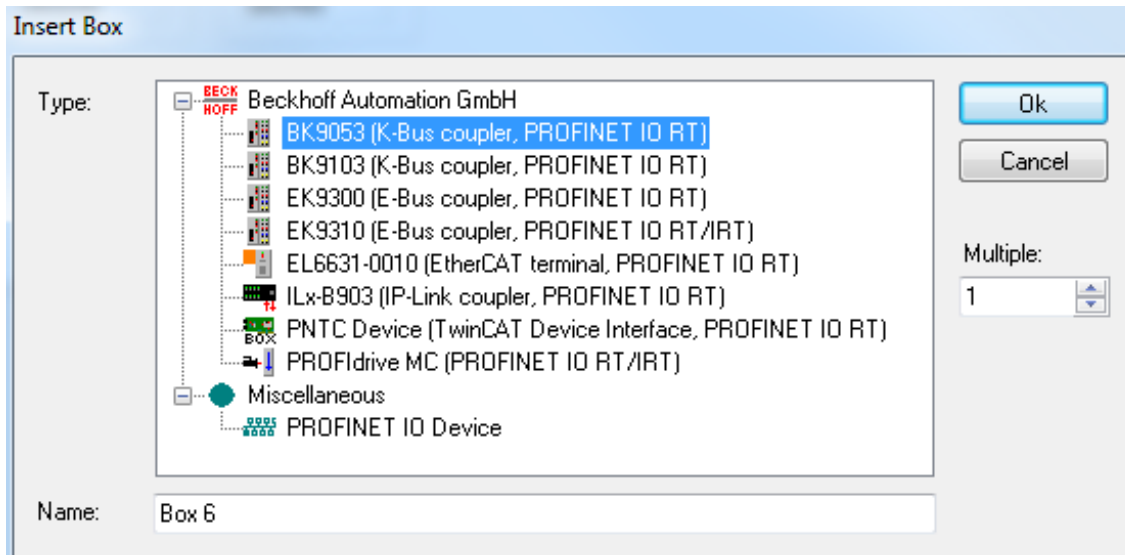 Insert Box
Type:
BECK
HOFF
Beckhoff Automation GmbH
BK9053 (K-Bus coupler, PROFINET IO RT)
BK9103 (K-Bus coupler, PROFINET IO RT)
EK9300 (E-Bus coupler, PROFINET IO RT)
EK9310 (E-Bus coupler, PROFINET IO RT/IRT)
EL6631-0010 (EtherCAT terminal, PROFINET IO RT)
ILx-B903 (IP-Link coupler, PROFINET IO RT)
BOX
PNTC Device (TwinCAT Device Interface, PROFINET IO RT)
PROFIdrive MC (PROFINET IO RT/IRT)
Miscellaneous
PROFINET IO Device
Ok
Cancel
Multiple:
1
Name:
Box 6